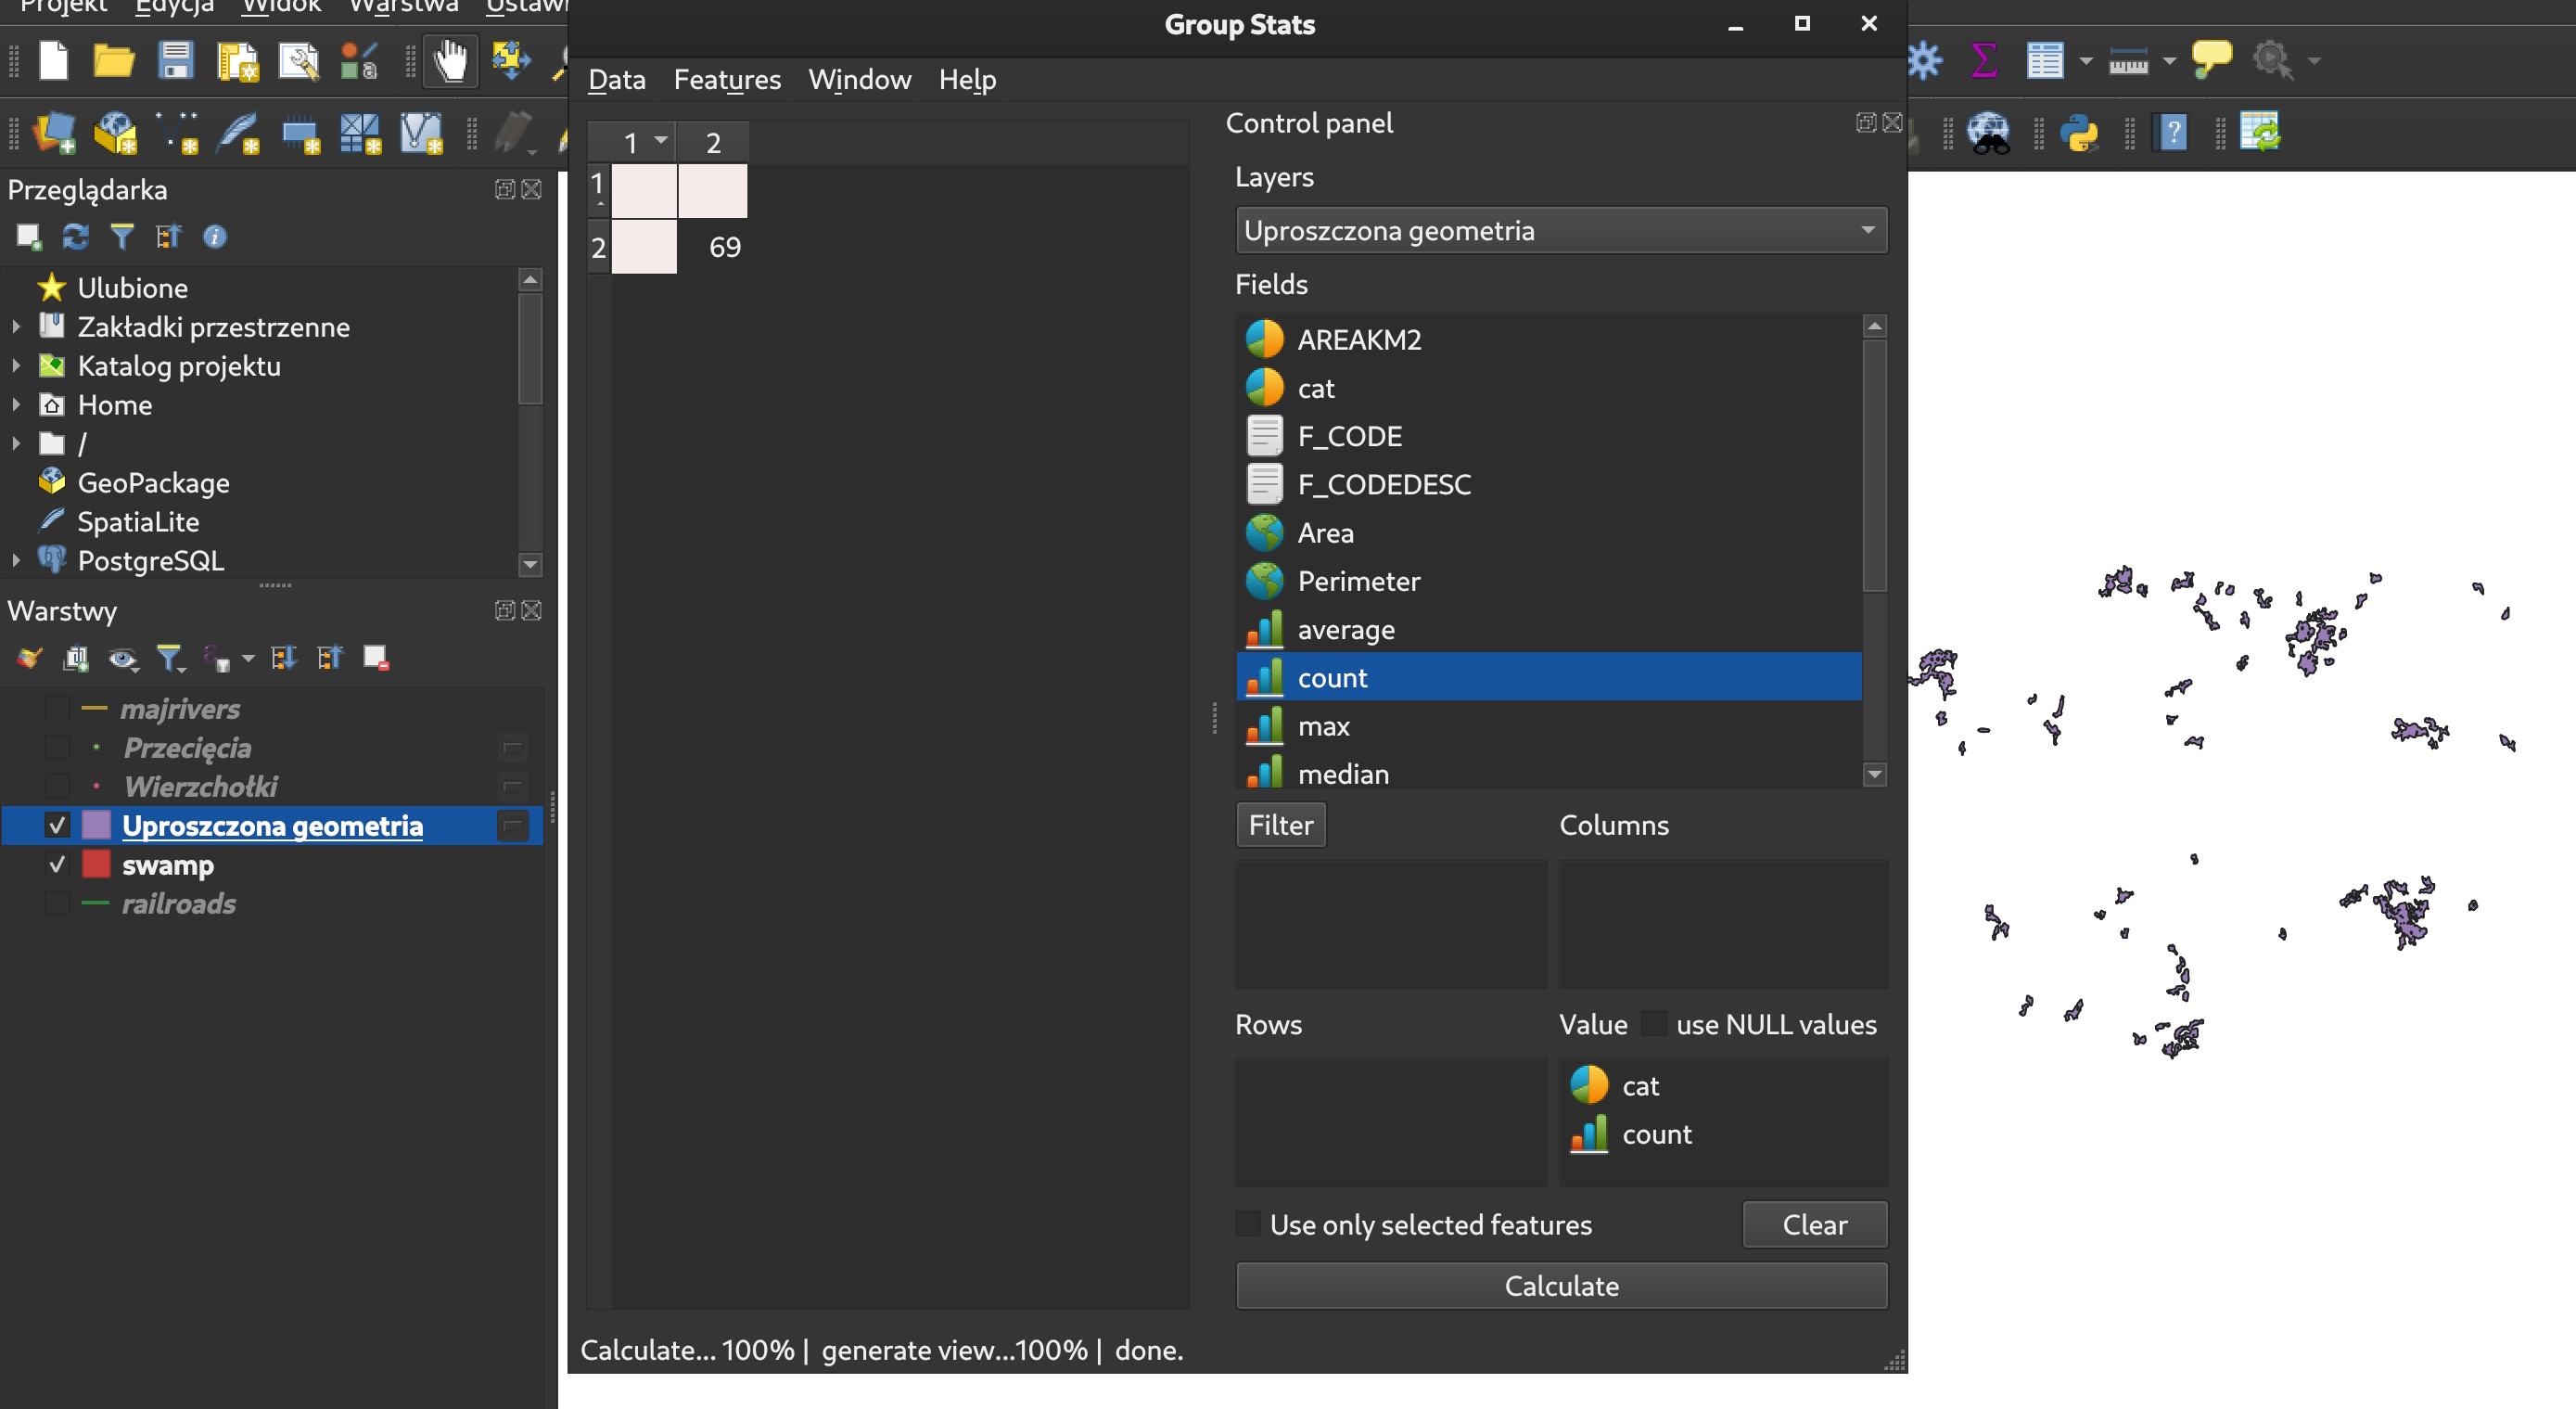 Projekt Edycja Widok Warstwa Ustawi
Przeglądarka
Ulubione
Zakładki przestrzenne
Katalog projektu
Home
/
GeoPackage
SpatiaLite
PostgreSQL
Warstwy
majrivers
Przecięcia
Wierzchołki
Uproszczona geometria
swamp
railroads
Group Stats
Data Features Window Help
1 2
1
2 69
Control panel
Layers
Uproszczona geometria
Fields
AREAKM2
cat
F_CODE
F_CODEDESC
Area
Perimeter
average
count
max
median
Filter
Columns
Rows
Value use NULL values
cat
count
Use only selected features
Clear
Calculate
Calculate... 100% | generate view...100% | done.